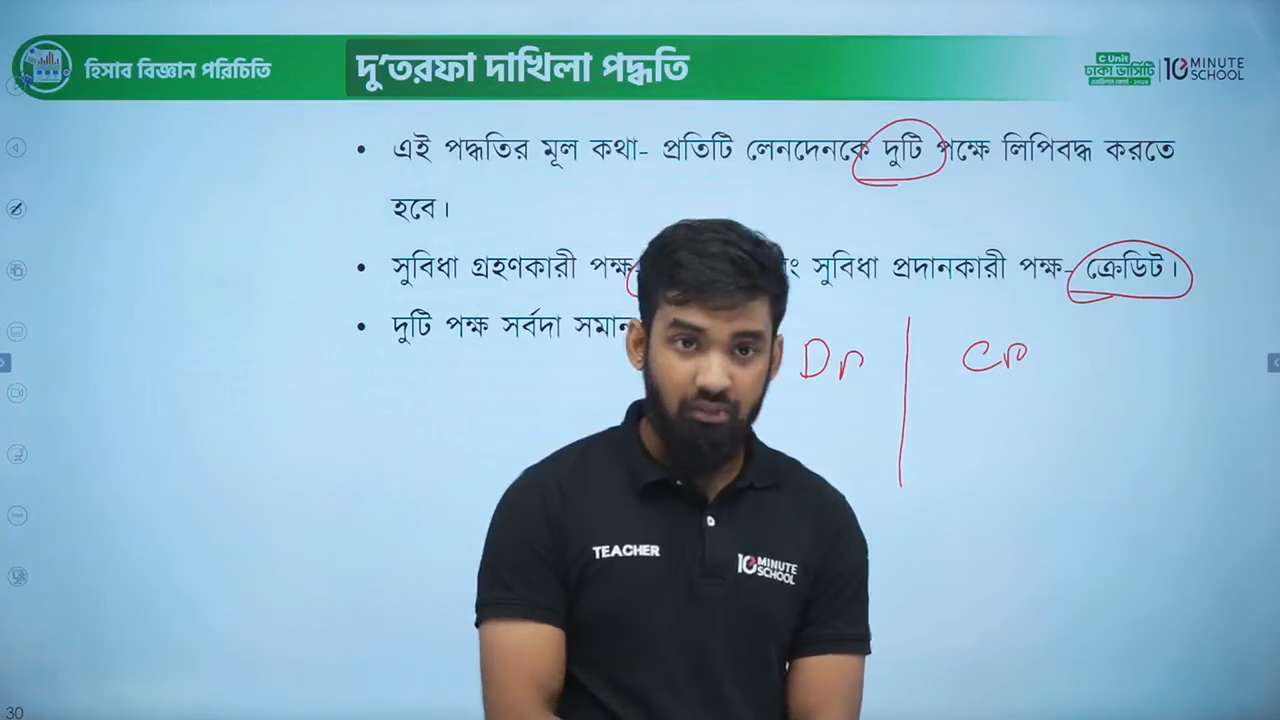 হিসাব বিজ্ঞান পরিচিতি
দু'তরফা দাখিলা পদ্ধতি
C Unit
ঢাকা ভার্সিটি
10 MINUTE SCHOOL
• এই পদ্ধতির মূল কথা- প্রতিটি লেনদেনকে দুটি পক্ষে লিপিবদ্ধ করতে
হবে।
• সুবিধা গ্রহণকারী পক্ষ সুবিধা প্রদানকারী পক্ষ- ক্রেডিট।
• দুটি পক্ষ সর্বদা সমান
Dr Cr
TEACHER
10 MINUTE SCHOOL
30